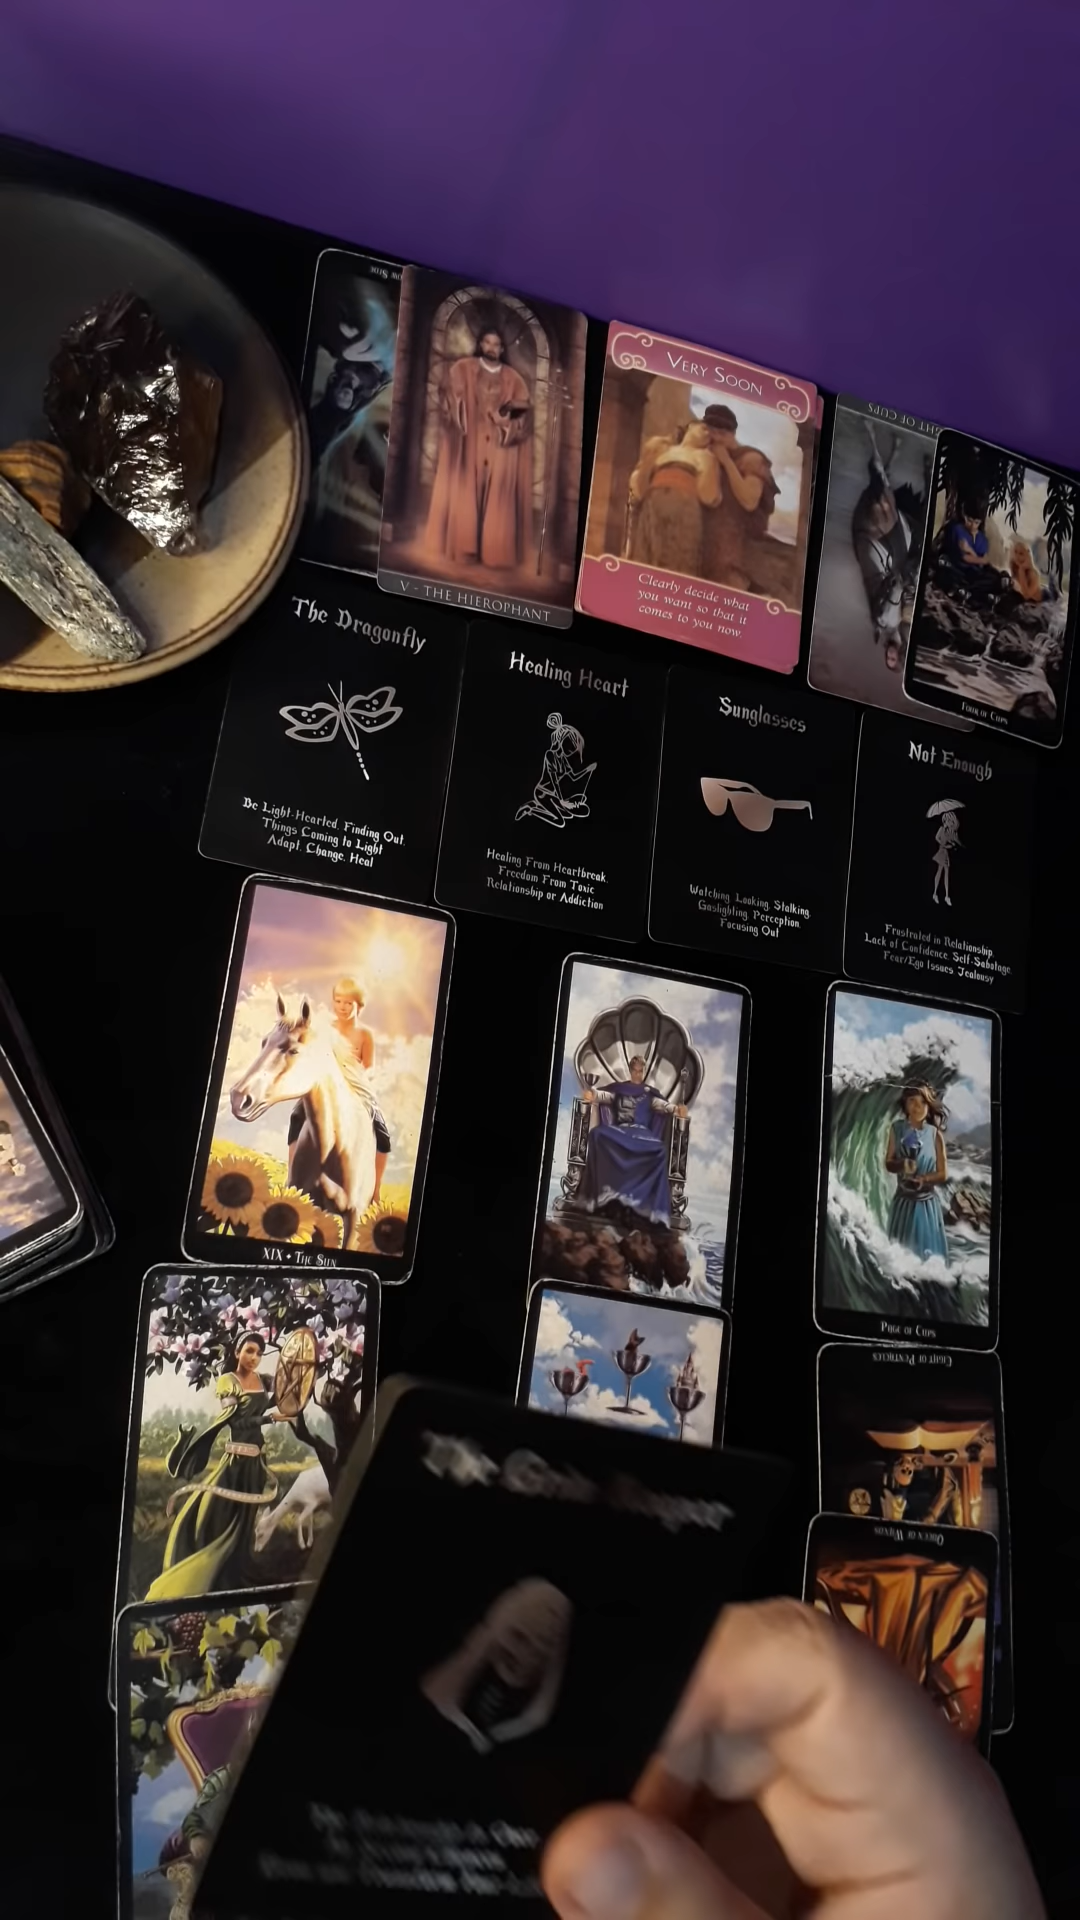 V - THE HIEROPHANT
VERY SOON
Clearly decide what
you want so that it
comes to you now.
OF CUPS
FOUR OF CUPS
The Dragonfly
Be Light-Hearted. Finding Out.
Things Coming to Light
Adapt. Change. Heal
Healing Heart
Healing From Heartbreak.
Freedom From Toxic
Relationship or Addiction
Sunglasses
Watching. Looking. Stalking.
Gaslighting. Perception.
Focusing Out
Not Enough
Frustrated in Relationship.
Lack of Confidence. Self-Sabotage.
Fear/Ego Issues. Jealousy
XIX • THE SUN
PAGE OF CUPS
EIGHT OF PENTACLES
QUEEN OF WANDS